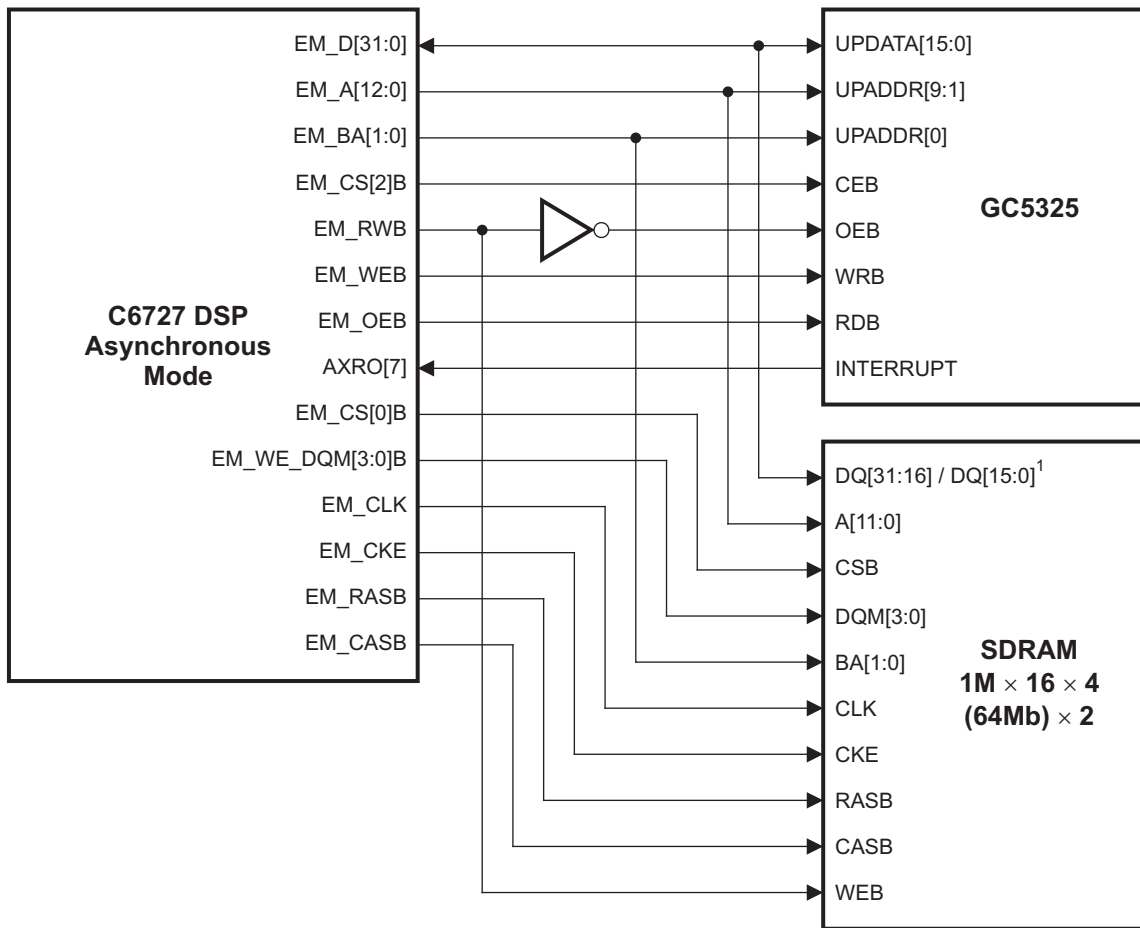 EM_D[31:0]
EM_A[12:0]
EM_BA[1:0]
EM_CS[2]B
EM_RWB
EM_WEB
EM_OEB
AXRO[7]
EM_CS[0]B
EM_WE_DQM[3:0]B
EM_CLK
EM_CKE
EM_RASB
EM_CASB
C6727 DSP
Asynchronous
Mode
UPDATA[15:0]
UPADDR[9:1]
UPADDR[0]
CEB
OEB
WRB
RDB
INTERRUPT
GC5325
DQ[31:16] / DQ[15:0]¹
A[11:0]
CSB
DQM[3:0]
BA[1:0]
CLK
CKE
RASB
CASB
WEB
SDRAM
1M × 16 × 4
(64Mb) × 2